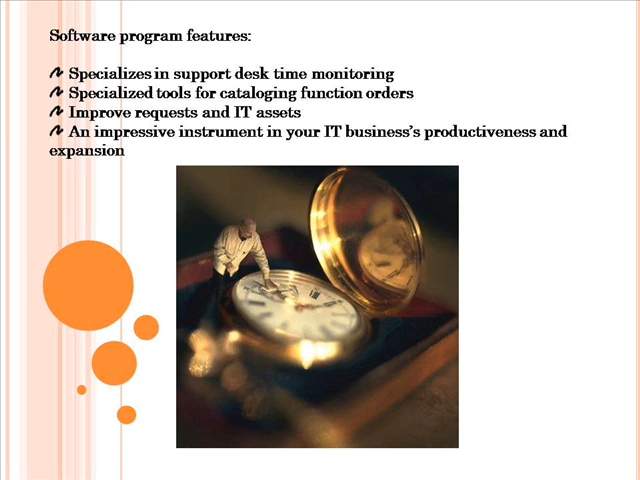 Software program features:
Specializes in support desk time monitoring
Specialized tools for cataloging function orders
Improve requests and IT assets
An impressive instrument in your IT business’s productiveness and
expansion